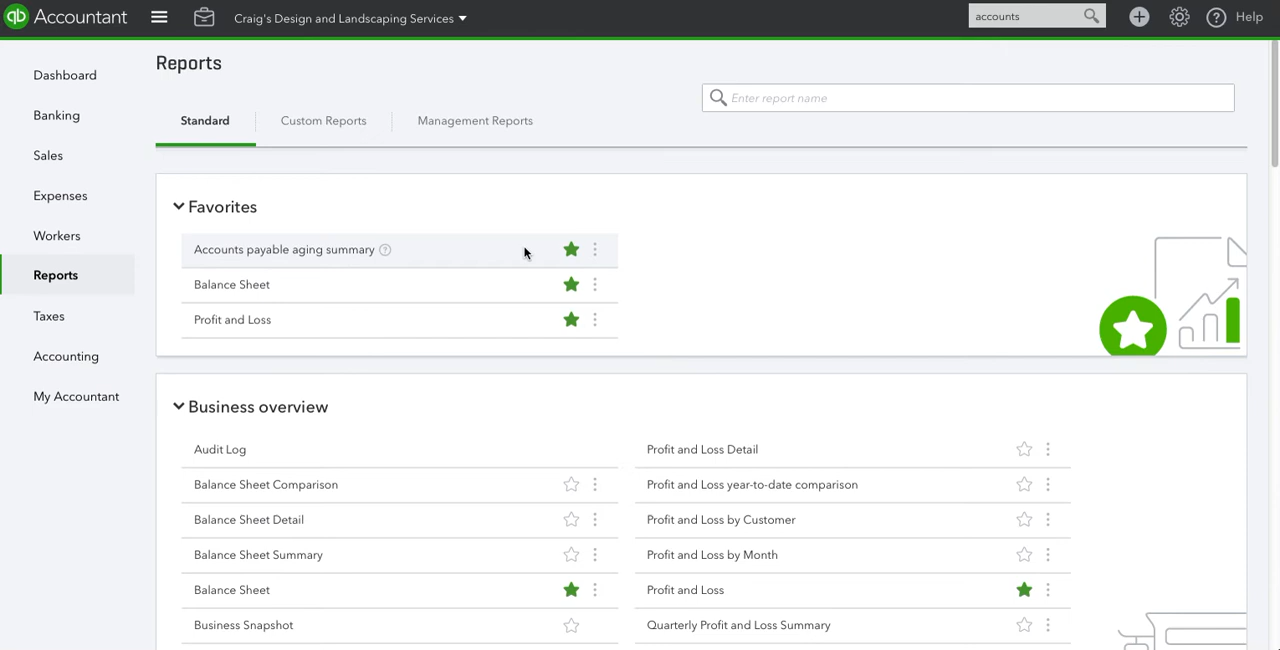 qb Accountant
Craig's Design and Landscaping Services
accounts
? Help
Dashboard
Banking
Sales
Expenses
Workers
Reports
Taxes
Accounting
My Accountant
Reports
Enter report name
Standard
Custom Reports
Management Reports
Favorites
Accounts payable aging summary ?
Balance Sheet
Profit and Loss
Business overview
Audit Log
Balance Sheet Comparison
Balance Sheet Detail
Balance Sheet Summary
Balance Sheet
Business Snapshot
Profit and Loss Detail
Profit and Loss year-to-date comparison
Profit and Loss by Customer
Profit and Loss by Month
Profit and Loss
Quarterly Profit and Loss Summary